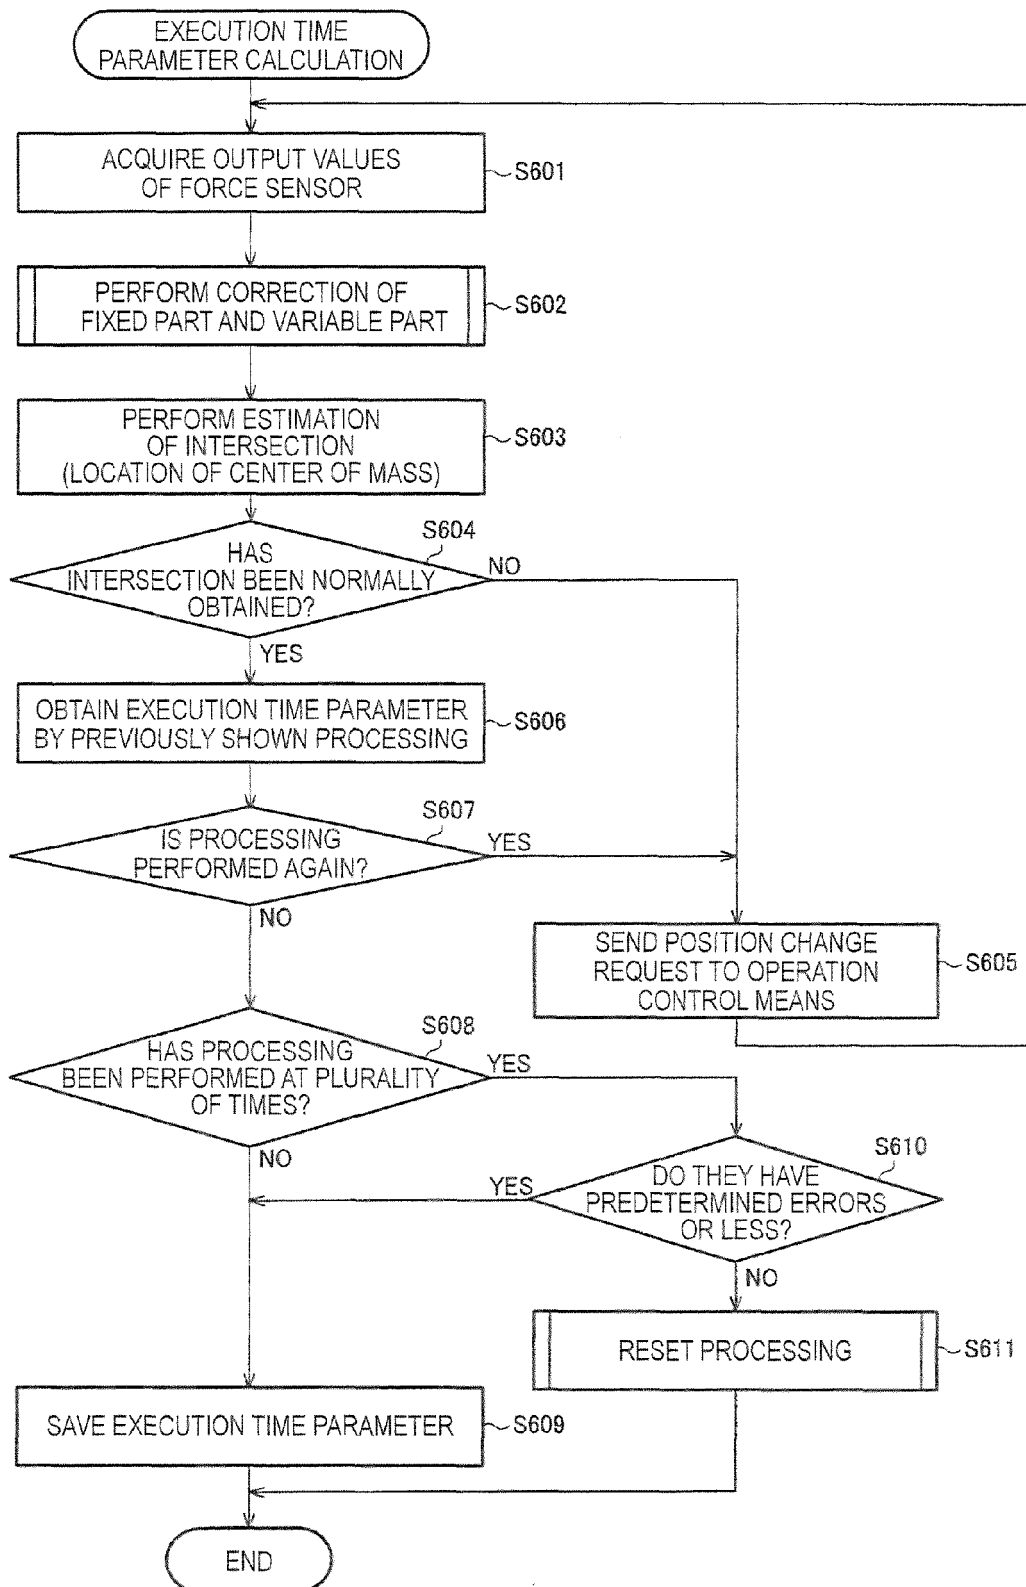 EXECUTION TIME
PARAMETER CALCULATION
ACQUIRE OUTPUT VALUES
OF FORCE SENSOR
S601
PERFORM CORRECTION OF
FIXED PART AND VARIABLE PART
S602
PERFORM ESTIMATION
OF INTERSECTION
(LOCATION OF CENTER OF MASS)
S603
S604
HAS
INTERSECTION BEEN NORMALLY
OBTAINED?
NO
YES
OBTAIN EXECUTION TIME PARAMETER
BY PREVIOUSLY SHOWN PROCESSING
S606
S607
IS PROCESSING
PERFORMED AGAIN?
YES
NO
SEND POSITION CHANGE
REQUEST TO OPERATION
CONTROL MEANS
S605
S608
HAS PROCESSING
BEEN PERFORMED AT PLURALITY
OF TIMES?
YES
NO
S610
DO THEY HAVE
PREDETERMINED ERRORS
OR LESS?
YES
NO
RESET PROCESSING
S611
SAVE EXECUTION TIME PARAMETER
S609
END